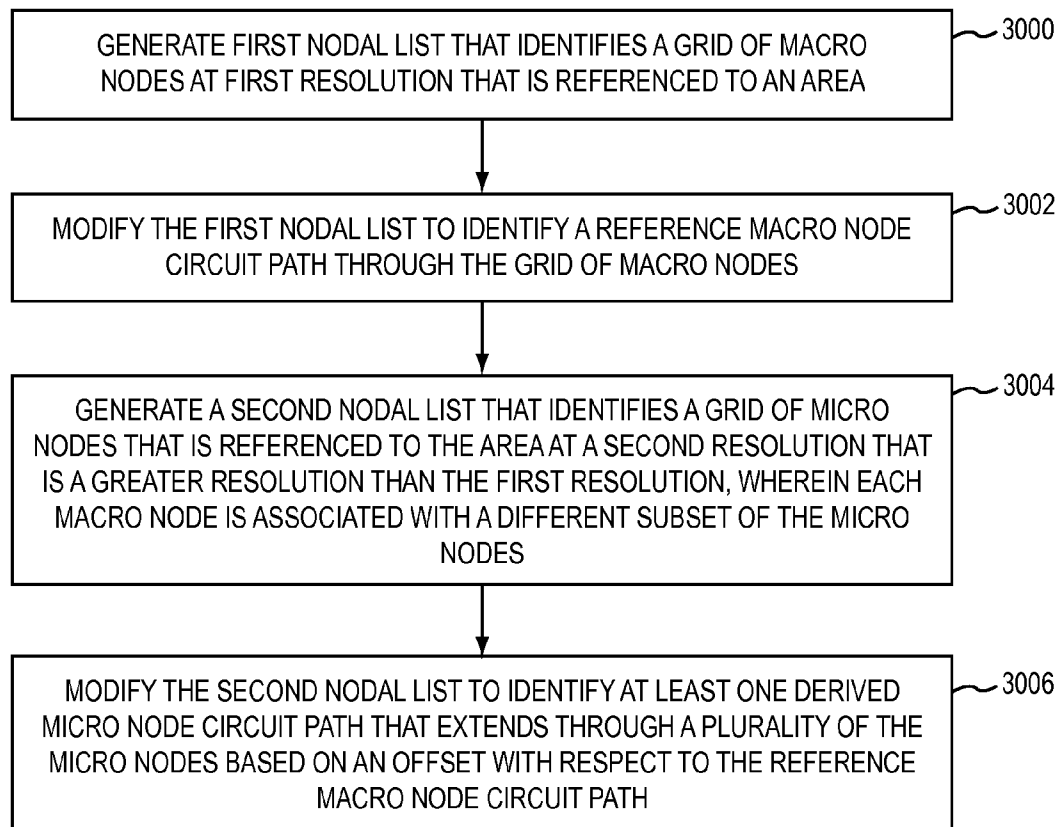 GENERATE FIRST NODAL LIST THAT IDENTIFIES A GRID OF MACRO
NODES AT FIRST RESOLUTION THAT IS REFERENCED TO AN AREA
3000
MODIFY THE FIRST NODAL LIST TO IDENTIFY A REFERENCE MACRO NODE
CIRCUIT PATH THROUGH THE GRID OF MACRO NODES
3002
GENERATE A SECOND NODAL LIST THAT IDENTIFIES A GRID OF MICRO
NODES THAT IS REFERENCED TO THE AREA AT A SECOND RESOLUTION THAT
IS A GREATER RESOLUTION THAN THE FIRST RESOLUTION, WHEREIN EACH
MACRO NODE IS ASSOCIATED WITH A DIFFERENT SUBSET OF THE MICRO
NODES
3004
MODIFY THE SECOND NODAL LIST TO IDENTIFY AT LEAST ONE DERIVED
MICRO NODE CIRCUIT PATH THAT EXTENDS THROUGH A PLURALITY OF THE
MICRO NODES BASED ON AN OFFSET WITH RESPECT TO THE REFERENCE
MACRO NODE CIRCUIT PATH
3006